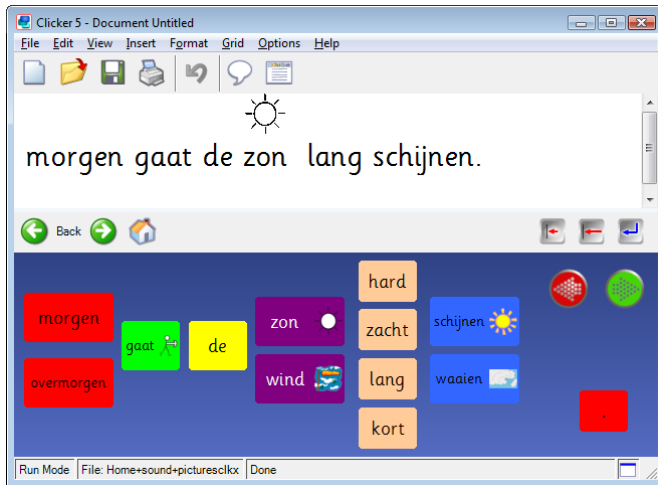 Clicker 5 - Document Untitled
File Edit View Insert Format Grid Options Help
morgen gaat de zon lang schijnen.
Back
morgen
overmorgen
gaat
de
zon
wind
hard
zacht
lang
kort
schijnen
waaien
.
Run Mode File: Home+sound+picturesclkx Done